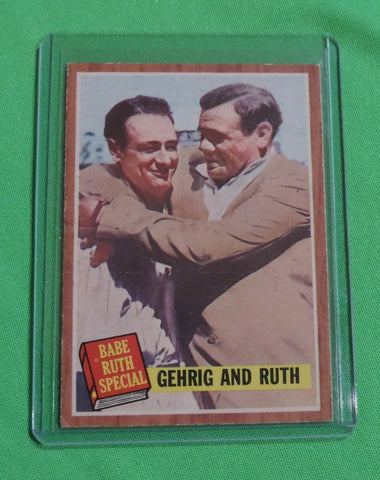 BABE
RUTH
SPECIAL
GEHRIG AND RUTH